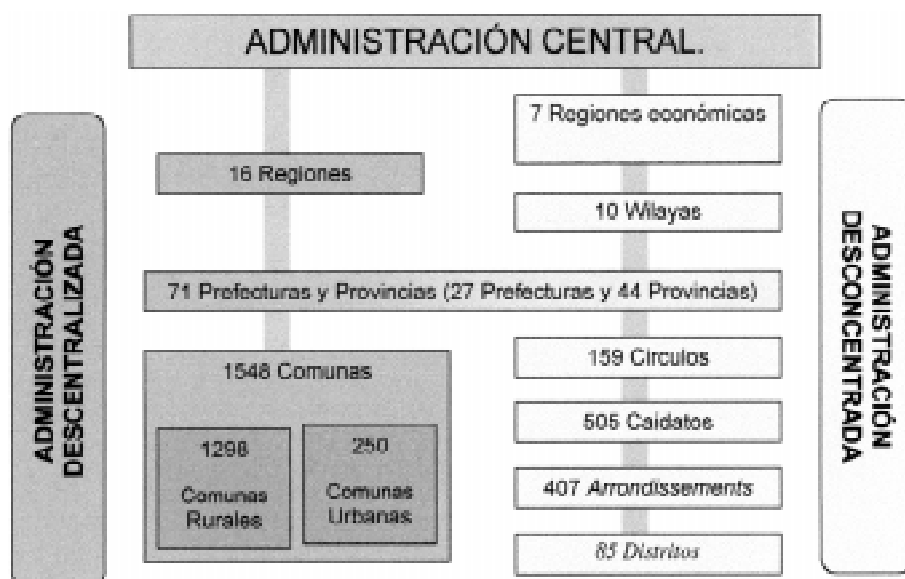 ADMINISTRACIÓN CENTRAL.
ADMINISTRACIÓN
DESCENTRALIZADA
16 Regiones
7 Regiones económicas
10 Wilayas
71 Prefecturas y Provincias (27 Prefecturas y 44 Provincias)
1548 Comunas
1298
Comunas
Rurales
250
Comunas
Urbanas
159 Círculos
505 Caidatos
407 Arrondissements
85 Distritos
ADMINISTRACIÓN
DESCONCENTRADA